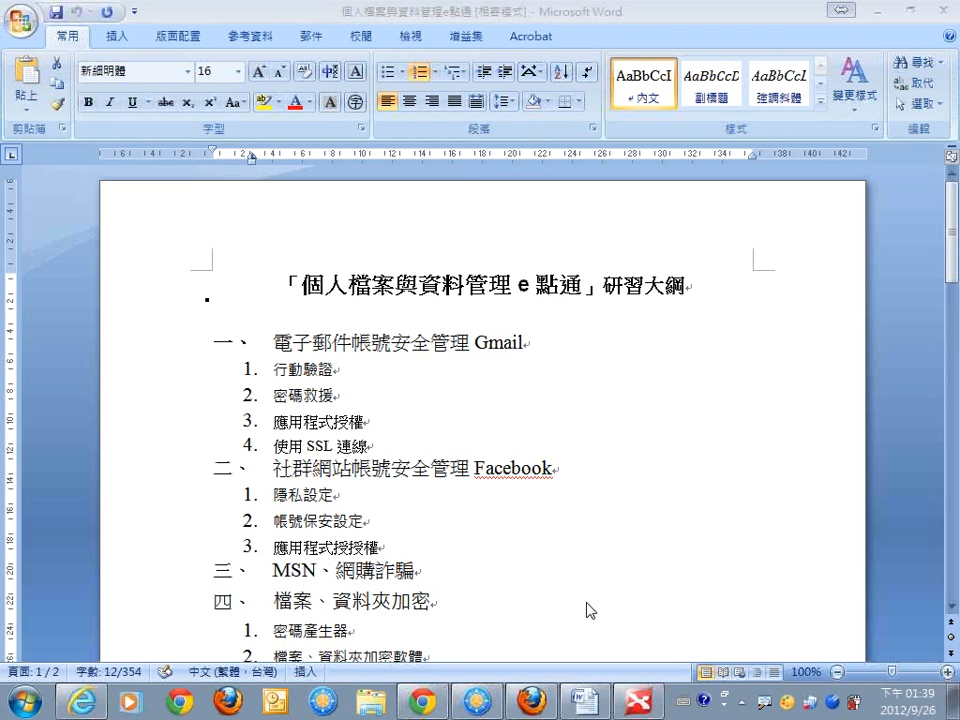 個人檔案與資料管理e點通 [相容模式] - Microsoft Word
常用 插入 版面配置 參考資料 郵件 校閱 檢視 增益集 Acrobat
新細明體 16
貼上
AaBbCcI AaBbCcD AaBbCcL
內文 副標題 強調斜體
變更樣式
尋找
取代
選取
剪貼簿 字型 段落 樣式 編輯
「個人檔案與資料管理 e 點通」研習大綱
一、 電子郵件帳號安全管理 Gmail
1. 行動驗證
2. 密碼救援
3. 應用程式授權
4. 使用 SSL 連線
二、 社群網站帳號安全管理 Facebook
1. 隱私設定
2. 帳號保安設定
3. 應用程式授授權
三、 MSN、網購詐騙
四、 檔案、資料夾加密
1. 密碼產生器
2. 檔案、資料夾加密軟體
頁面: 1 / 2 字數: 12/354 中文 (繁體，台灣) 插入 100%
下午 01:39
2012/9/26